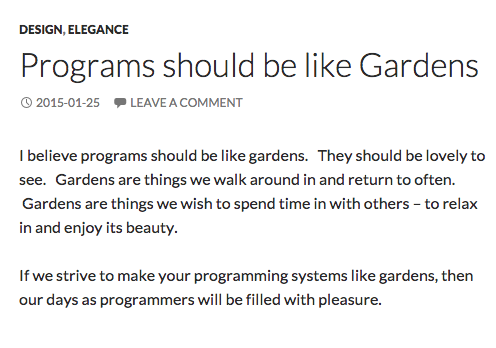 DESIGN, ELEGANCE
Programs should be like Gardens
2015-01-25 LEAVE A COMMENT
I believe programs should be like gardens. They should be lovely to
see. Gardens are things we walk around in and return to often.
Gardens are things we wish to spend time in with others – to relax
in and enjoy its beauty.
If we strive to make your programming systems like gardens, then
our days as programmers will be filled with pleasure.